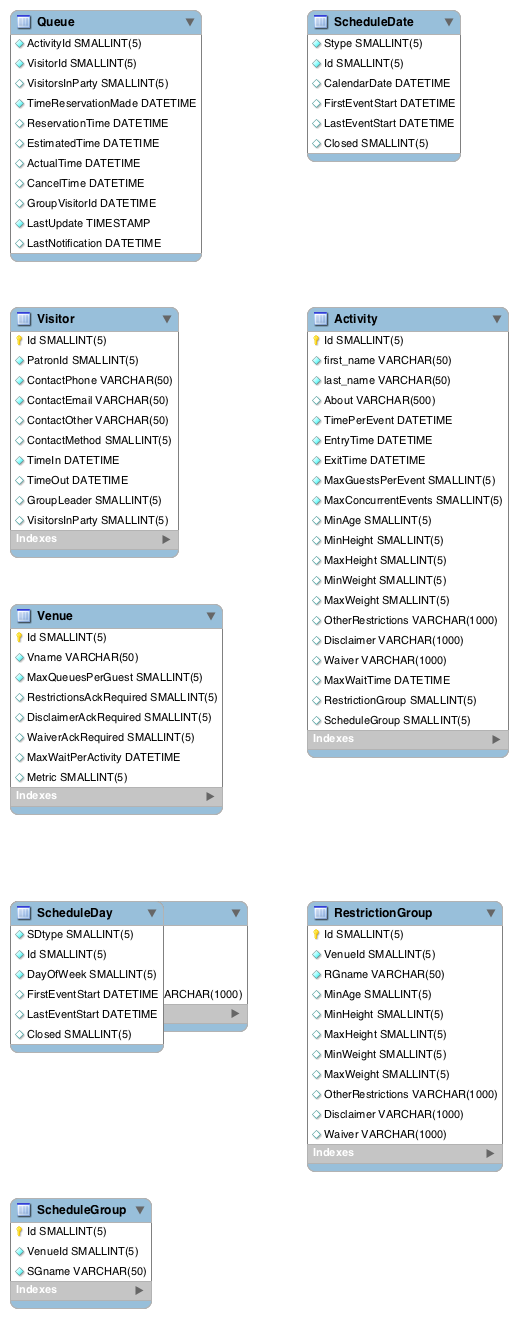 Queue
ActivityId SMALLINT(5)
VisitorId SMALLINT(5)
VisitorsInParty SMALLINT(5)
TimeReservationMade DATETIME
ReservationTime DATETIME
EstimatedTime DATETIME
ActualTime DATETIME
CancelTime DATETIME
GroupVisitorId DATETIME
LastUpdate TIMESTAMP
LastNotification DATETIME
ScheduleDate
Stype SMALLINT(5)
Id SMALLINT(5)
CalendarDate DATETIME
FirstEventStart DATETIME
LastEventStart DATETIME
Closed SMALLINT(5)
Visitor
Id SMALLINT(5)
PatronId SMALLINT(5)
ContactPhone VARCHAR(50)
ContactEmail VARCHAR(50)
ContactOther VARCHAR(50)
ContactMethod SMALLINT(5)
TimeIn DATETIME
TimeOut DATETIME
GroupLeader SMALLINT(5)
VisitorsInParty SMALLINT(5)
Indexes
Activity
Id SMALLINT(5)
first_name VARCHAR(50)
last_name VARCHAR(50)
About VARCHAR(500)
TimePerEvent DATETIME
EntryTime DATETIME
ExitTime DATETIME
MaxGuestsPerEvent SMALLINT(5)
MaxConcurrentEvents SMALLINT(5)
MinAge SMALLINT(5)
MinHeight SMALLINT(5)
MaxHeight SMALLINT(5)
MinWeight SMALLINT(5)
MaxWeight SMALLINT(5)
OtherRestrictions VARCHAR(1000)
Disclaimer VARCHAR(1000)
Waiver VARCHAR(1000)
MaxWaitTime DATETIME
RestrictionGroup SMALLINT(5)
ScheduleGroup SMALLINT(5)
Indexes
Venue
Id SMALLINT(5)
Vname VARCHAR(50)
MaxQueuesPerGuest SMALLINT(5)
RestrictionsAckRequired SMALLINT(5)
DisclaimerAckRequired SMALLINT(5)
WaiverAckRequired SMALLINT(5)
MaxWaitPerActivity DATETIME
Metric SMALLINT(5)
Indexes
ScheduleDay
SDtype SMALLINT(5)
Id SMALLINT(5)
DayOfWeek SMALLINT(5)
FirstEventStart DATETIME ARCHAR(1000)
LastEventStart DATETIME
Closed SMALLINT(5)
RestrictionGroup
Id SMALLINT(5)
VenueId SMALLINT(5)
RGname VARCHAR(50)
MinAge SMALLINT(5)
MinHeight SMALLINT(5)
MaxHeight SMALLINT(5)
MinWeight SMALLINT(5)
MaxWeight SMALLINT(5)
OtherRestrictions VARCHAR(1000)
Disclaimer VARCHAR(1000)
Waiver VARCHAR(1000)
Indexes
ScheduleGroup
Id SMALLINT(5)
VenueId SMALLINT(5)
SGname VARCHAR(50)
Indexes